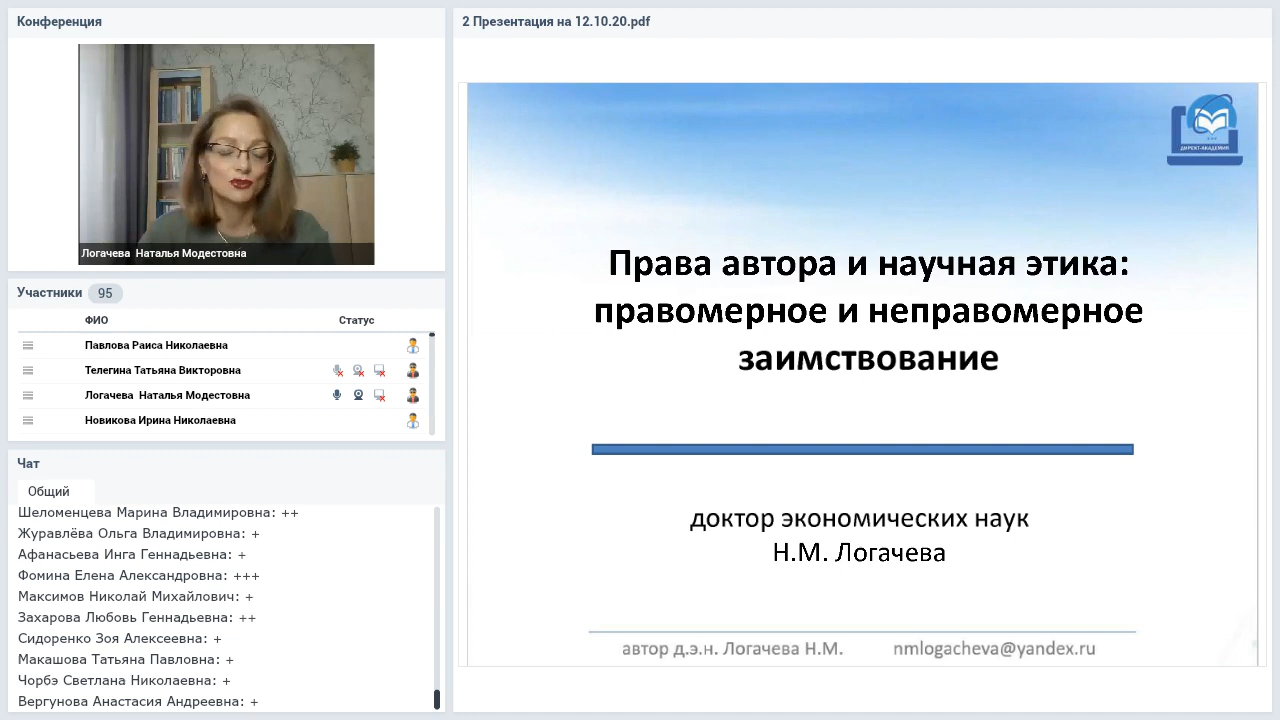 Конференция
Логачева  Наталья Модестовна
Участники 95
ФИО Статус
Павлова Раиса Николаевна
Телегина Татьяна Викторовна
Логачева  Наталья Модестовна
Новикова Ирина Николаевна
Чат
Общий
Шеломенцева Марина Владимировна: ++
Журавлёва Ольга Владимировна: +
Афанасьева Инга Геннадьевна: +
Фомина Елена Александровна: +++
Максимов Николай Михайлович: +
Захарова Любовь Геннадьевна: ++
Сидоренко Зоя Алексеевна: +
Макашова Татьяна Павловна: +
Чорбэ Светлана Николаевна: +
Вергунова Анастасия Андреевна: +
2 Презентация на 12.10.20.pdf
ДИРЕКТ-АКАДЕМИЯ
Права автора и научная этика:
правомерное и неправомерное
заимствование
доктор экономических наук
Н.М. Логачева
автор д.э.н. Логачева Н.М. nmlogacheva@yandex.ru